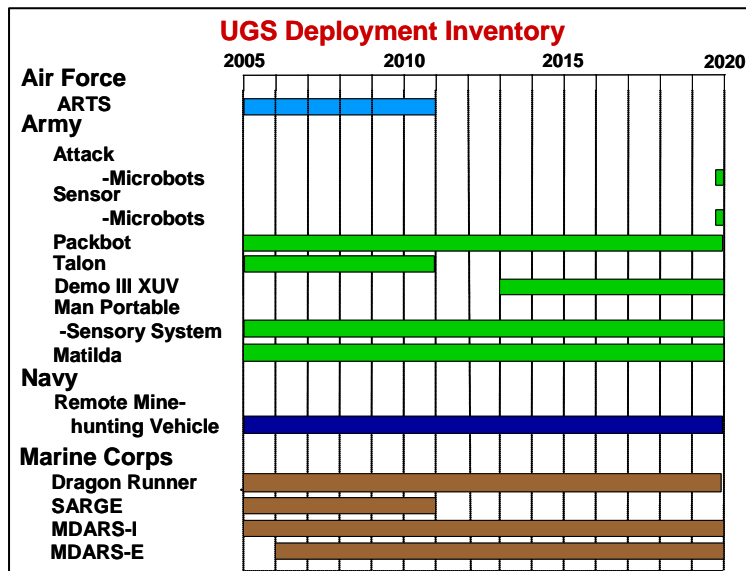 UGS Deployment Inventory
2005 2010 2015 2020
Air Force
ARTS
Army
Attack
-Microbots
Sensor
-Microbots
Packbot
Talon
Demo III XUV
Man Portable
-Sensory System
Matilda
Navy
Remote Mine-
hunting Vehicle
Marine Corps
Dragon Runner
SARGE
MDARS-I
MDARS-E